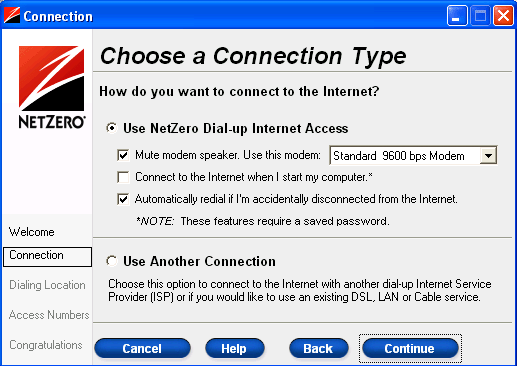 Connection
NETZERO®
Choose a Connection Type
How do you want to connect to the Internet?
Use NetZero Dial-up Internet Access
Mute modem speaker. Use this modem: Standard 9600 bps Modem
Connect to the Internet when I start my computer.*
Automatically redial if I'm accidentally disconnected from the Internet.
*NOTE: These features require a saved password.
Use Another Connection
Choose this option to connect to the Internet with another dial-up Internet Service
Provider (ISP) or if you would like to use an existing DSL, LAN or Cable service.
Welcome
Connection
Dialing Location
Access Numbers
Congratulations
Cancel
Help
Back
Continue